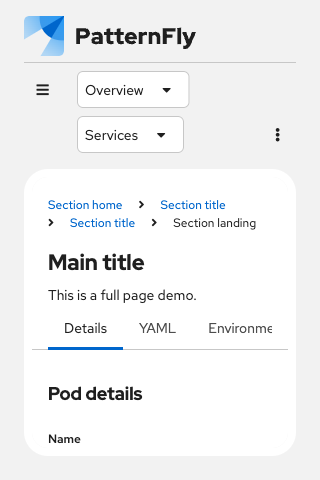 PatternFly
Overview
Services
Section home Section title
Section title Section landing
Main title
This is a full page demo.
Details YAML Environme
Pod details
Name